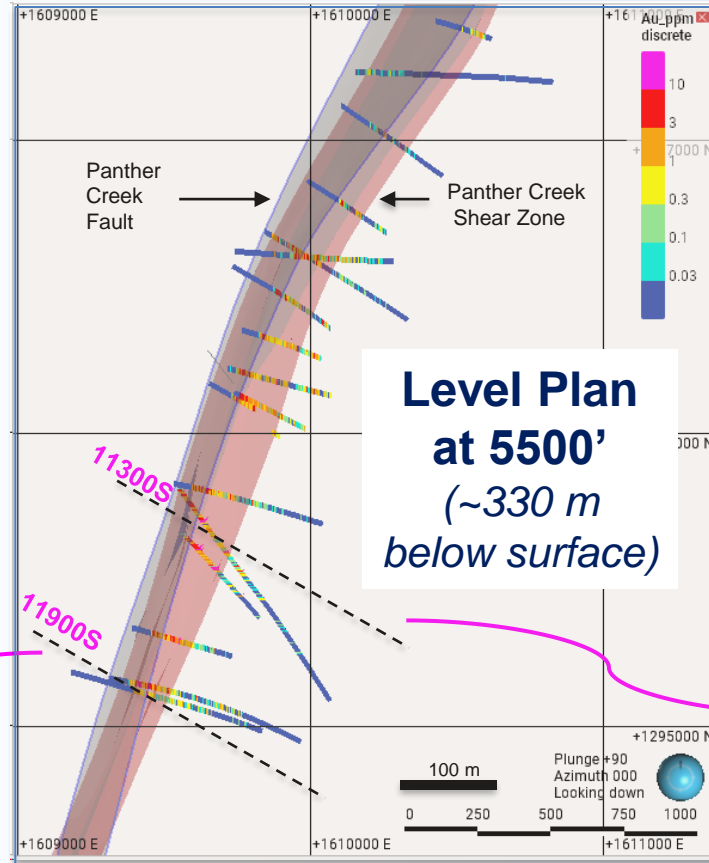 +1609000 E
+1610000 E
+1611000 E
Au_ppm
discrete
10
3
1
0.3
0.1
0.03
7000 N
Panther
Creek
Fault
Panther Creek
Shear Zone
Level Plan
at 5500’
(~330 m
below surface)
000 N
11300S
11900S
+1295000 N
100 m
Plunge +90
Azimuth 000
Looking down
0 250 500 750 1000
+1609000 E
+1610000 E
+1611000 E